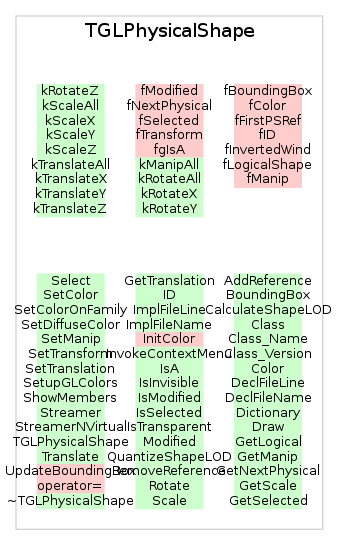 TGLPhysicalShape
kRotateZ
kScaleAll
kScaleX
kScaleY
kScaleZ
kTranslateAll
kTranslateX
kTranslateY
kTranslateZ
fModified
fNextPhysical
fSelected
fTransform
fgIsA
kManipAll
kRotateAll
kRotateX
kRotateY
fBoundingBox
fColor
fFirstPSRef
fID
fInvertedWind
fLogicalShape
fManip
Select
SetColor
SetColorOnFamily
SetDiffuseColor
SetManip
SetTransform
SetTranslation
SetupGLColors
ShowMembers
Streamer
StreamerNVirtual
TGLPhysicalShape
Translate
UpdateBoundingBox
operator=
~TGLPhysicalShape
GetTranslation
ID
ImplFileLine
ImplFileName
InitColor
InvokeContextMenu
IsA
IsInvisible
IsModified
IsSelected
IsTransparent
Modified
QuantizeShapeLOD
RemoveReference
Rotate
Scale
AddReference
BoundingBox
CalculateShapeLOD
Class
Class_Name
Class_Version
Color
DeclFileLine
DeclFileName
Dictionary
Draw
GetLogical
GetManip
GetNextPhysical
GetScale
GetSelected